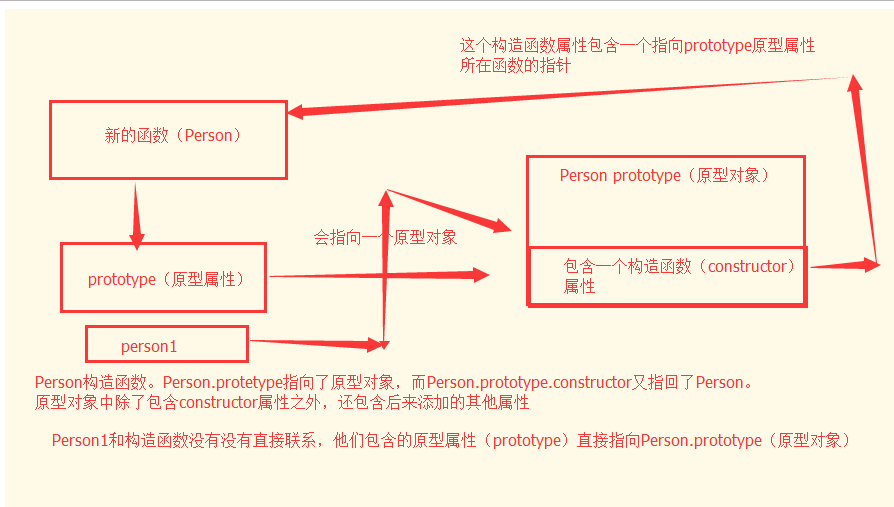 这个构造函数属性包含一个指向prototype原型属性
所在函数的指针
新的函数（Person）
Person prototype（原型对象）
会指向一个原型对象
包含一个构造函数（constructor）
属性
prototype（原型属性）
person1
Person构造函数。Person.protetype指向了原型对象，而Person.prototype.constructor又指回了Person。
原型对象中除了包含constructor属性之外，还包含后来添加的其他属性
Person1和构造函数没有没有直接联系，他们包含的原型属性（prototype）直接指向Person.prototype（原型对象）